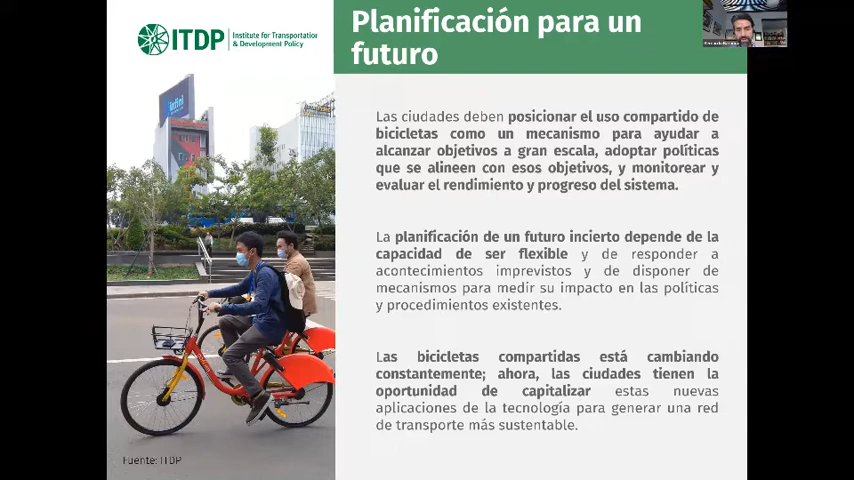 ITDP
Institute for Transportation
& Development Policy
Planificación para un
futuro
Las ciudades deben posicionar el uso compartido de
bicicletas como un mecanismo para ayudar a
alcanzar objetivos a gran escala, adoptar políticas
que se alineen con esos objetivos, y monitorear y
evaluar el rendimiento y progreso del sistema.
La planificación de un futuro incierto depende de la
capacidad de ser flexible y de responder a
acontecimientos imprevistos y de disponer de
mecanismos para medir su impacto en las políticas
y procedimientos existentes.
Las bicicletas compartidas está cambiando
constantemente; ahora, las ciudades tienen la
oportunidad de capitalizar estas nuevas
aplicaciones de la tecnología para generar una red
de transporte más sustentable.
Fuente: ITDP